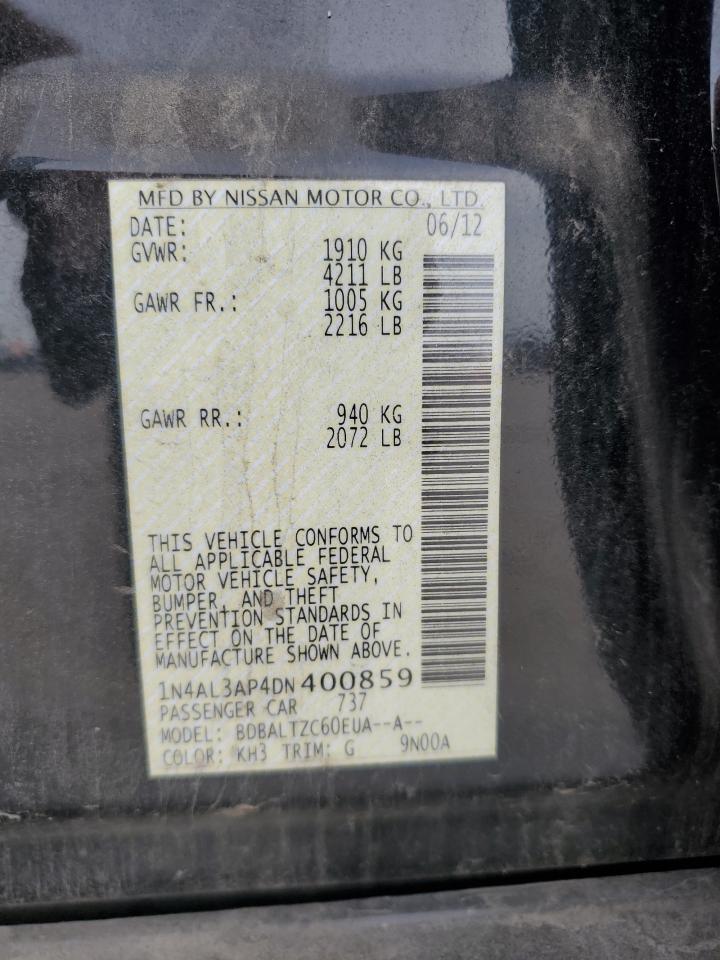 MFD BY NISSAN MOTOR CO., LTD.
DATE: 06/12
GVWR: 1910 KG
4211 LB
GAWR FR.: 1005 KG
2216 LB
GAWR RR.: 940 KG
2072 LB
THIS VEHICLE CONFORMS TO
ALL APPLICABLE FEDERAL
MOTOR VEHICLE SAFETY,
BUMPER, AND THEFT
PREVENTION STANDARDS IN
EFFECT ON THE DATE OF
MANUFACTURE SHOWN ABOVE.
1N4AL3AP4DN400859
PASSENGER CAR 737
MODEL: BDBALTZC60EUA--A--
COLOR: KH3 TRIM: G 9N00A